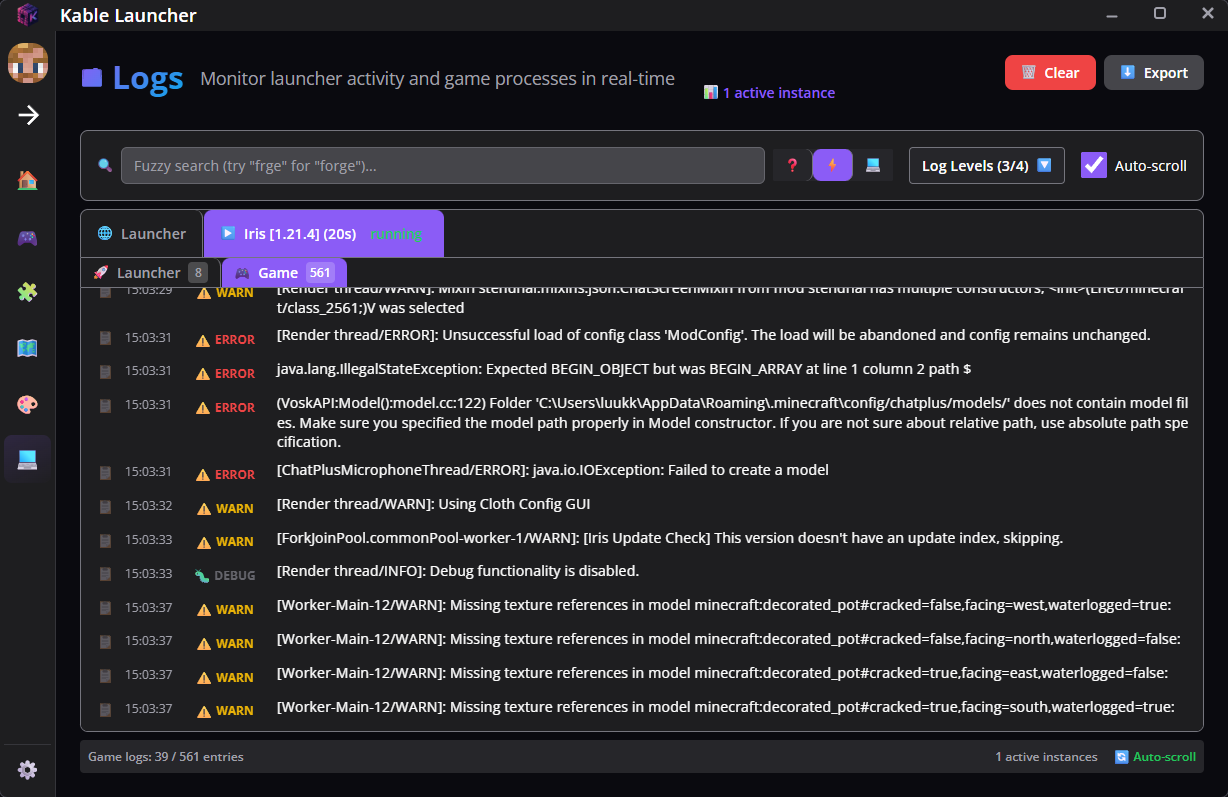 Kable Launcher
Logs
Monitor launcher activity and game processes in real-time
1 active instance
Clear
Export
Fuzzy search (try "frge" for "forge")...
Log Levels (3/4)
Auto-scroll
Launcher
Iris [1.21.4] (20s) running
Launcher 8
Game 561
15:03:29 WARN [Render thread/WARN]: Mixin stendhal.mixins.json:ChatScreenMixin from mod stendhal has multiple constructors, <init>(Lnet/minecraf
t/class_2561;)V was selected
15:03:31 ERROR [Render thread/ERROR]: Unsuccessful load of config class 'ModConfig'. The load will be abandoned and config remains unchanged.
15:03:31 ERROR java.lang.IllegalStateException: Expected BEGIN_OBJECT but was BEGIN_ARRAY at line 1 column 2 path $
15:03:31 ERROR (VoskAPI:Model():model.cc:122) Folder 'C:\Users\luukk\AppData\Roaming\.minecraft\config/chatplus/models/' does not contain model fil
es. Make sure you specified the model path properly in Model constructor. If you are not sure about relative path, use absolute path spe
cification.
15:03:31 ERROR [ChatPlusMicrophoneThread/ERROR]: java.io.IOException: Failed to create a model
15:03:32 WARN [Render thread/WARN]: Using Cloth Config GUI
15:03:33 WARN [ForkJoinPool.commonPool-worker-1/WARN]: [Iris Update Check] This version doesn't have an update index, skipping.
15:03:33 DEBUG [Render thread/INFO]: Debug functionality is disabled.
15:03:37 WARN [Worker-Main-12/WARN]: Missing texture references in model minecraft:decorated_pot#cracked=false,facing=west,waterlogged=true:
15:03:37 WARN [Worker-Main-12/WARN]: Missing texture references in model minecraft:decorated_pot#cracked=false,facing=north,waterlogged=false:
15:03:37 WARN [Worker-Main-12/WARN]: Missing texture references in model minecraft:decorated_pot#cracked=true,facing=east,waterlogged=false:
15:03:37 WARN [Worker-Main-12/WARN]: Missing texture references in model minecraft:decorated_pot#cracked=true,facing=south,waterlogged=true:
Game logs: 39 / 561 entries
1 active instances
Auto-scroll